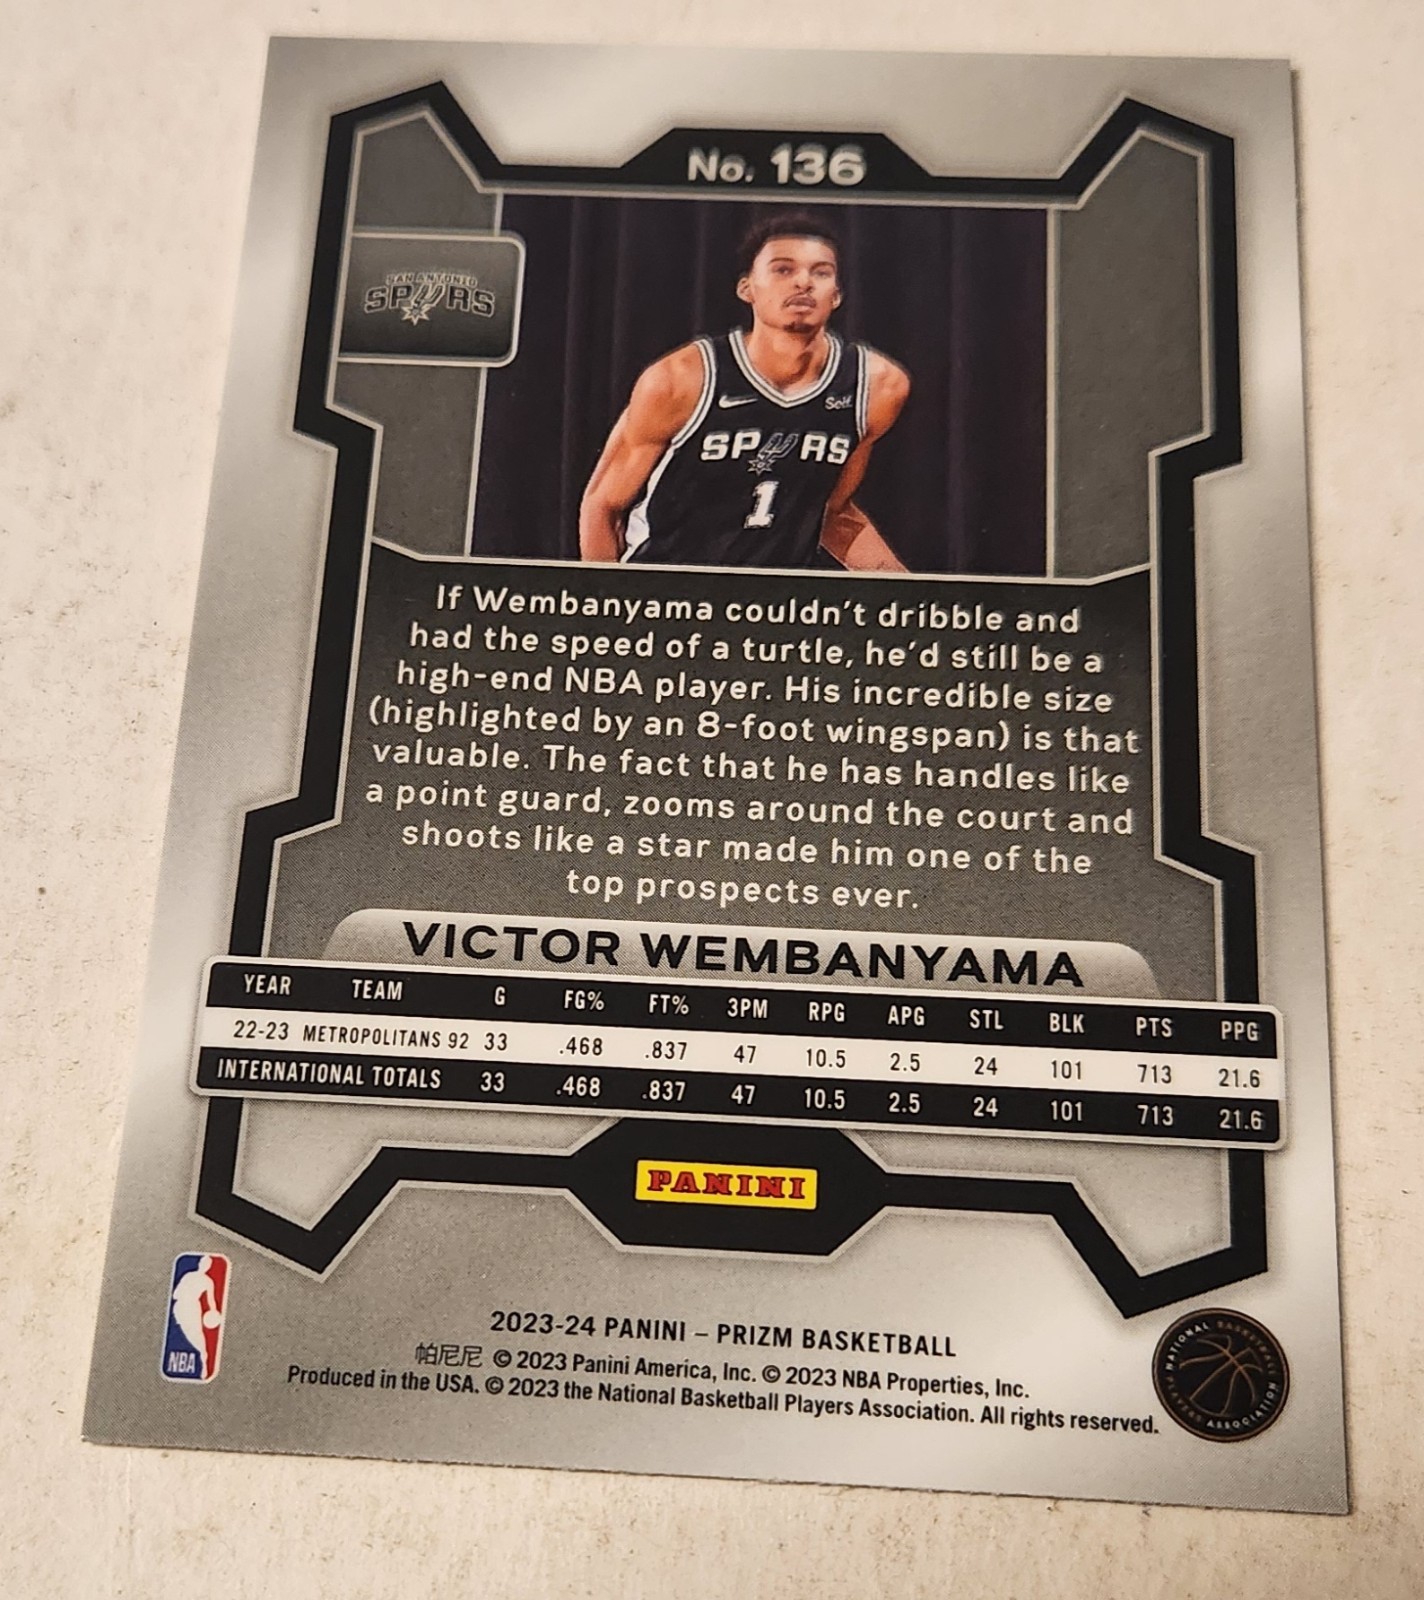 No. 136
SAN ANTONIO
SPURS
Self.
SPURS
1
If Wembanyama couldn't dribble and
had the speed of a turtle, he'd still be a
high-end NBA player. His incredible size
(highlighted by an 8-foot wingspan) is that
valuable. The fact that he has handles like
a point guard, zooms around the court and
shoots like a star made him one of the
top prospects ever.
VICTOR WEMBANYAMA
YEAR TEAM G FG% FT% 3PM RPG APG STL BLK PTS PPG
22-23 METROPOLITANS 92 33 .468 .837 47 10.5 2.5 24 101 713 21.6
INTERNATIONAL TOTALS 33 .468 .837 47 10.5 2.5 24 101 713 21.6
PANINI
NBA
2023-24 PANINI – PRIZM BASKETBALL
帕尼尼 © 2023 Panini America, Inc. © 2023 NBA Properties, Inc.
Produced in the USA. © 2023 the National Basketball Players Association. All rights reserved.
NATIONAL BASKETBALL
PLAYERS ASSOCIATION